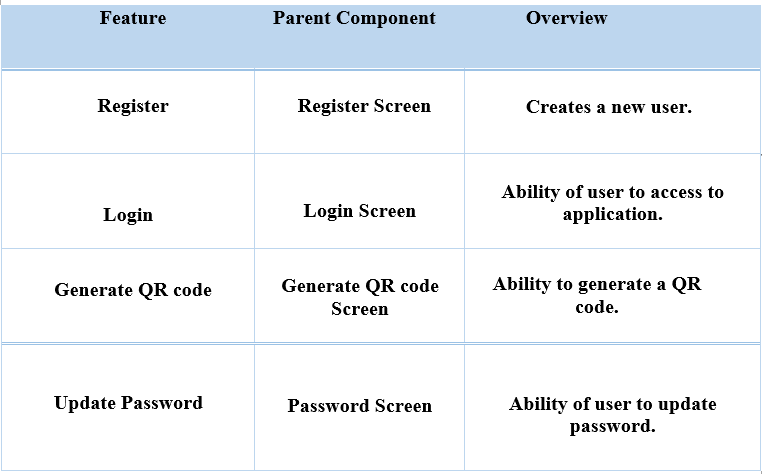 Feature Parent Component Overview
Register Register Screen Creates a new user.
Login Login Screen Ability of user to access to
application.
Generate QR code Generate QR code Ability to generate a QR
Screen code.
Update Password Password Screen Ability of user to update
password.